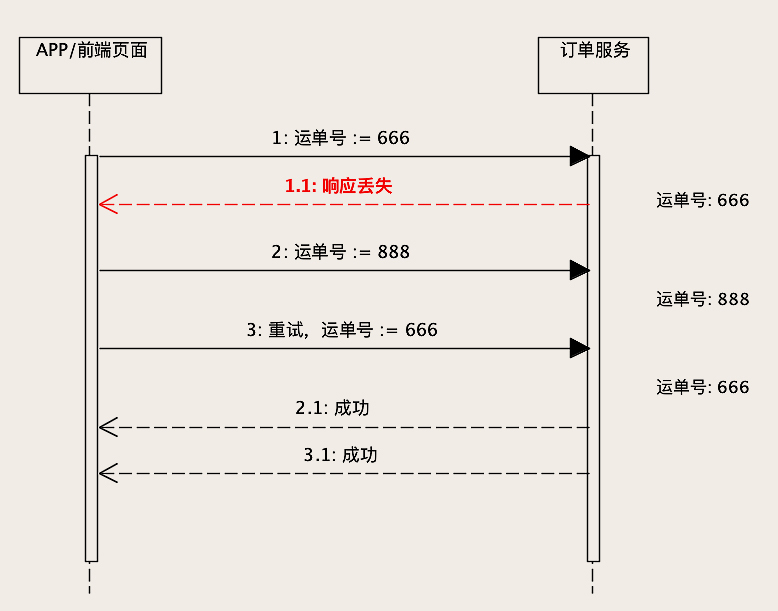 APP/前端页面
订单服务
1: 运单号 := 666
1.1: 响应丢失
运单号: 666
2: 运单号 := 888
运单号: 888
3: 重试，运单号 := 666
运单号: 666
2.1: 成功
3.1: 成功